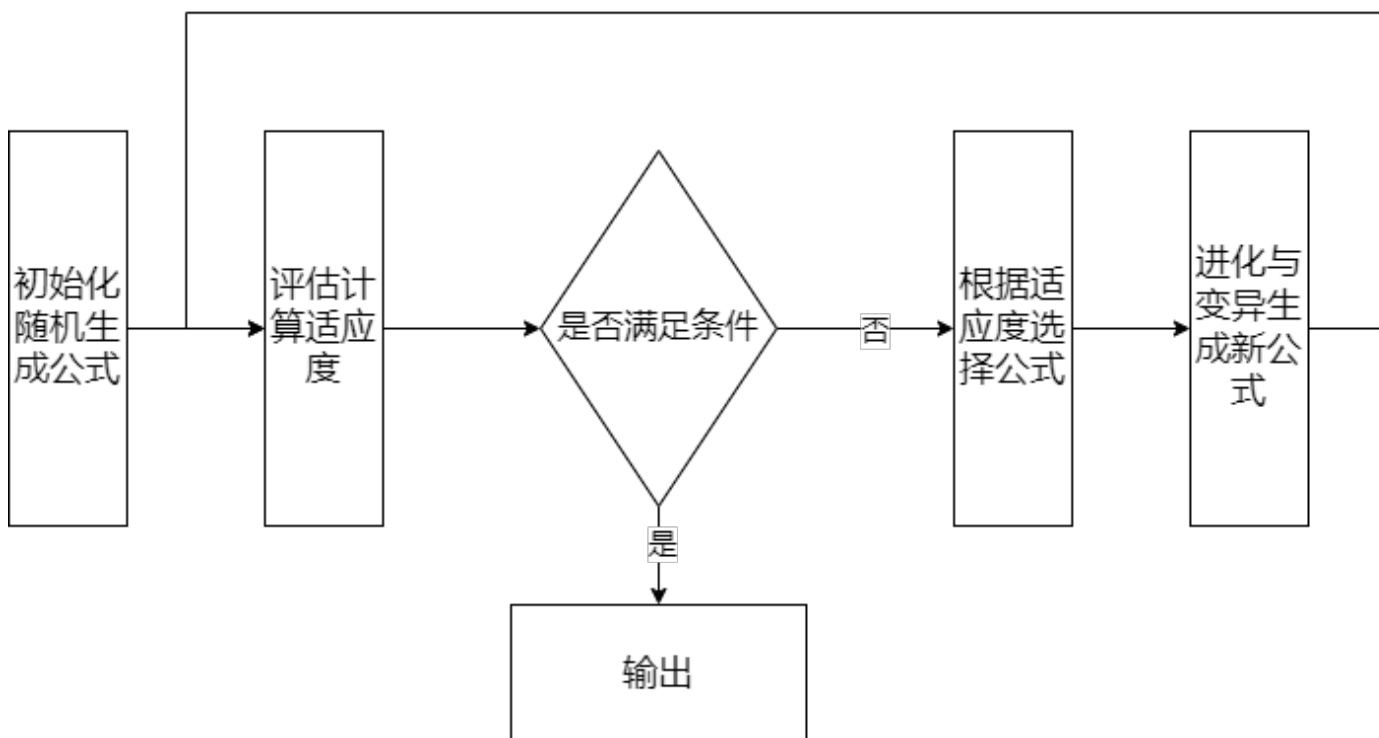 初始化
随机生
成公式
评估计
算适应
度
是否满足条件
否
根据适
应度选
择公式
进化与
变异生
成新公
式
是
输出